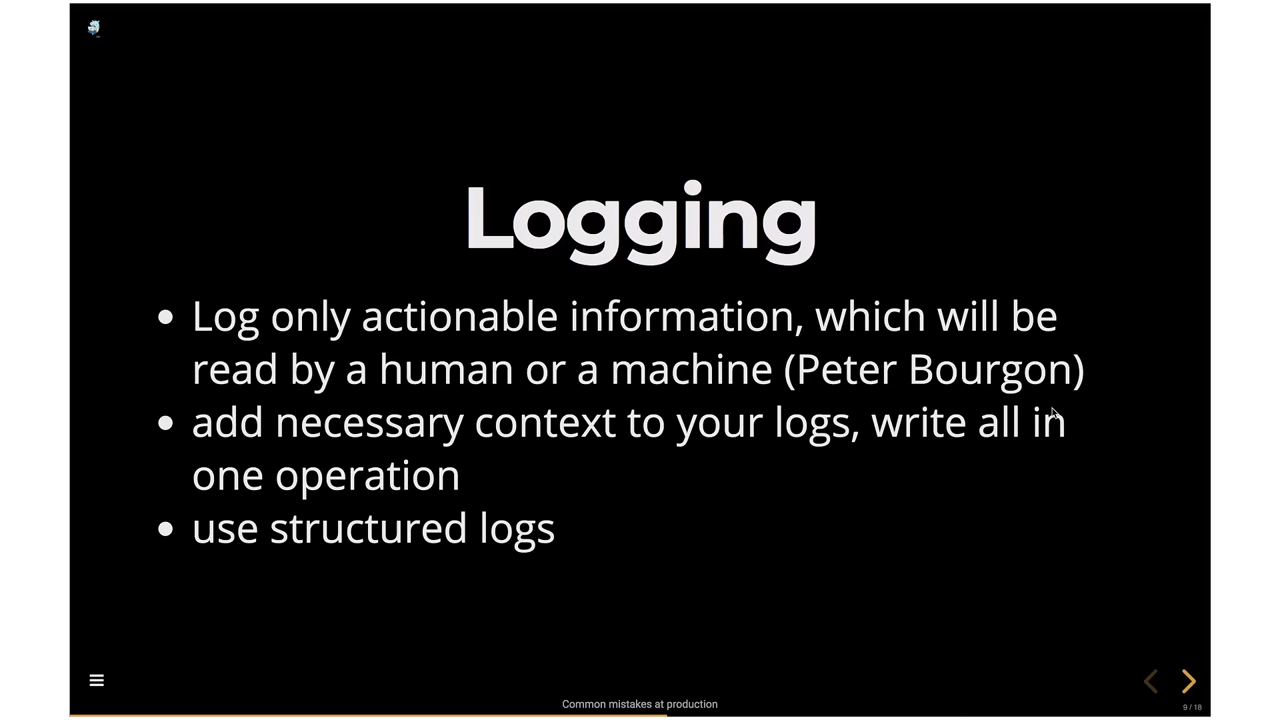 Logging
• Log only actionable information, which will be
read by a human or a machine (Peter Bourgon)
• add necessary context to your logs, write all in
one operation
• use structured logs
Common mistakes at production
9 / 18